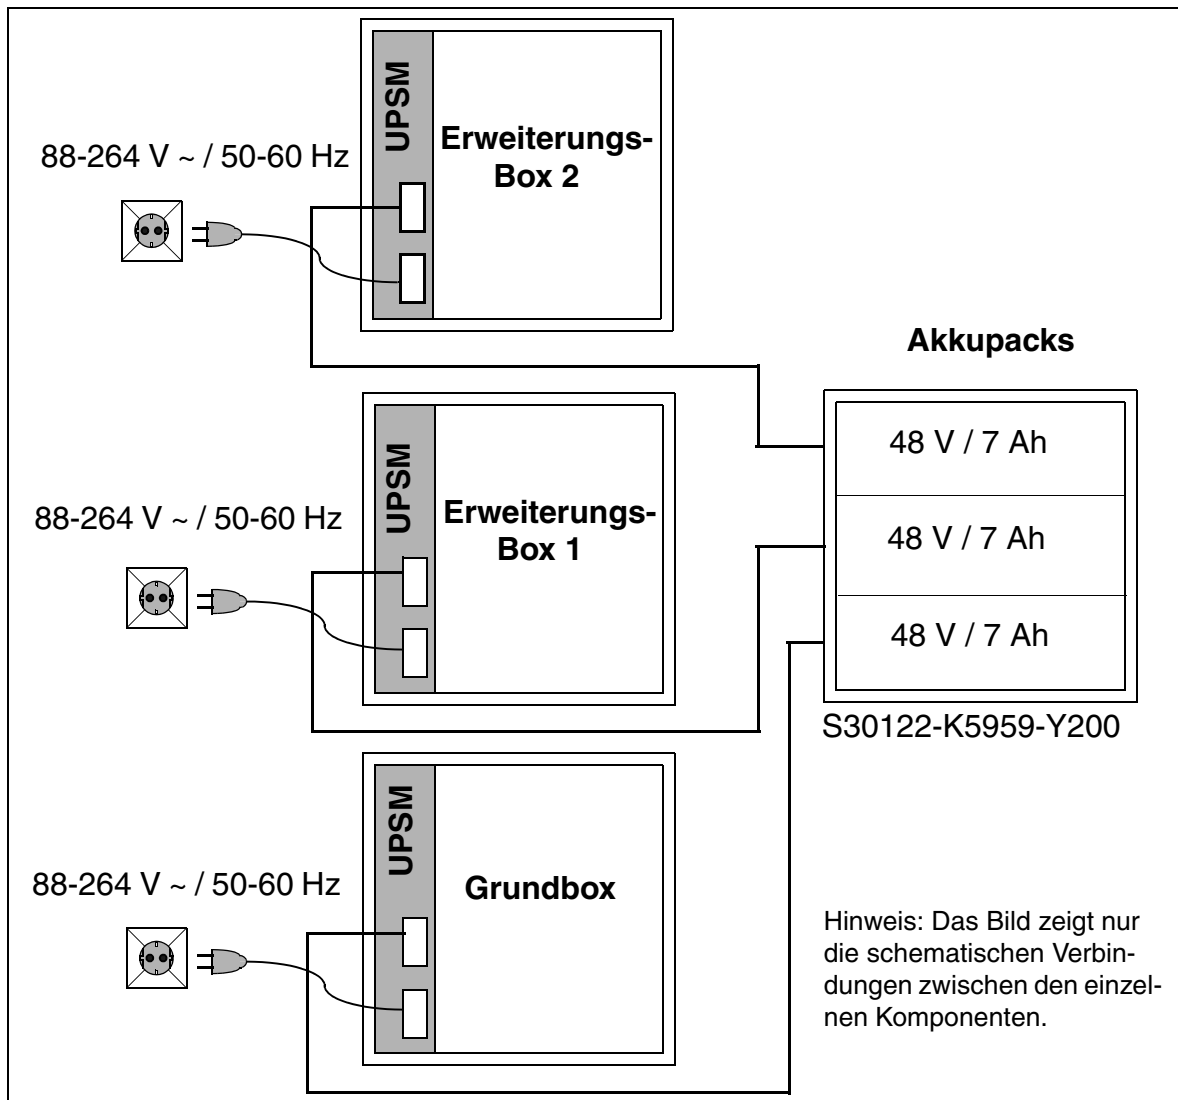 UPSM
Erweiterungs-
Box 2
88-264 V ~ / 50-60 Hz
Akkupacks
48 V / 7 Ah
48 V / 7 Ah
48 V / 7 Ah
S30122-K5959-Y200
UPSM
Erweiterungs-
Box 1
88-264 V ~ / 50-60 Hz
UPSM
Grundbox
88-264 V ~ / 50-60 Hz
Hinweis: Das Bild zeigt nur
die schematischen Verbin-
dungen zwischen den einzel-
nen Komponenten.